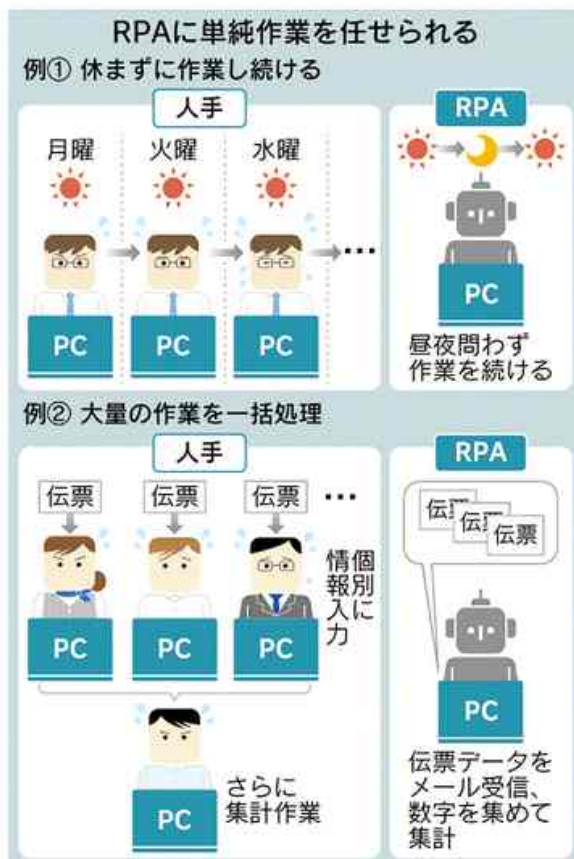 RPAに単純作業を任せられる
例① 休まずに作業し続ける
人手
月曜
火曜
水曜
…
PC
PC
PC
RPA
PC
昼夜問わず
作業を続ける
例② 大量の作業を一括処理
人手
伝票
伝票
伝票
…
PC
PC
PC
個別に
情報入力
PC
さらに
集計作業
RPA
伝票
伝票
伝票
PC
伝票データを
メール受信、
数字を集めて
集計